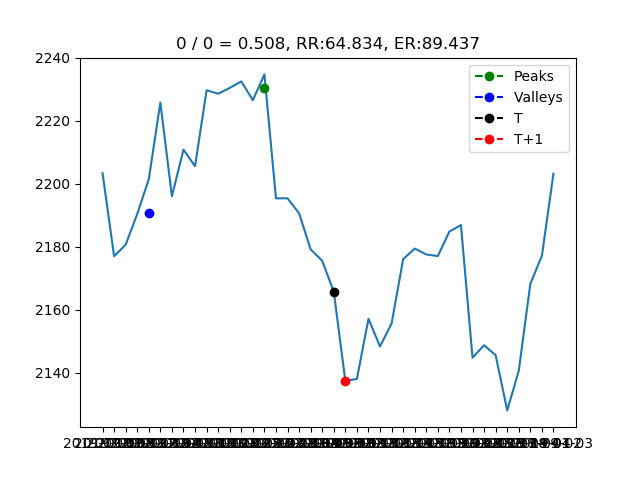 0 / 0 = 0.508, RR:64.834, ER:89.437
2240
2220
2200
2180
2160
2140
Peaks
Valleys
T
T+1